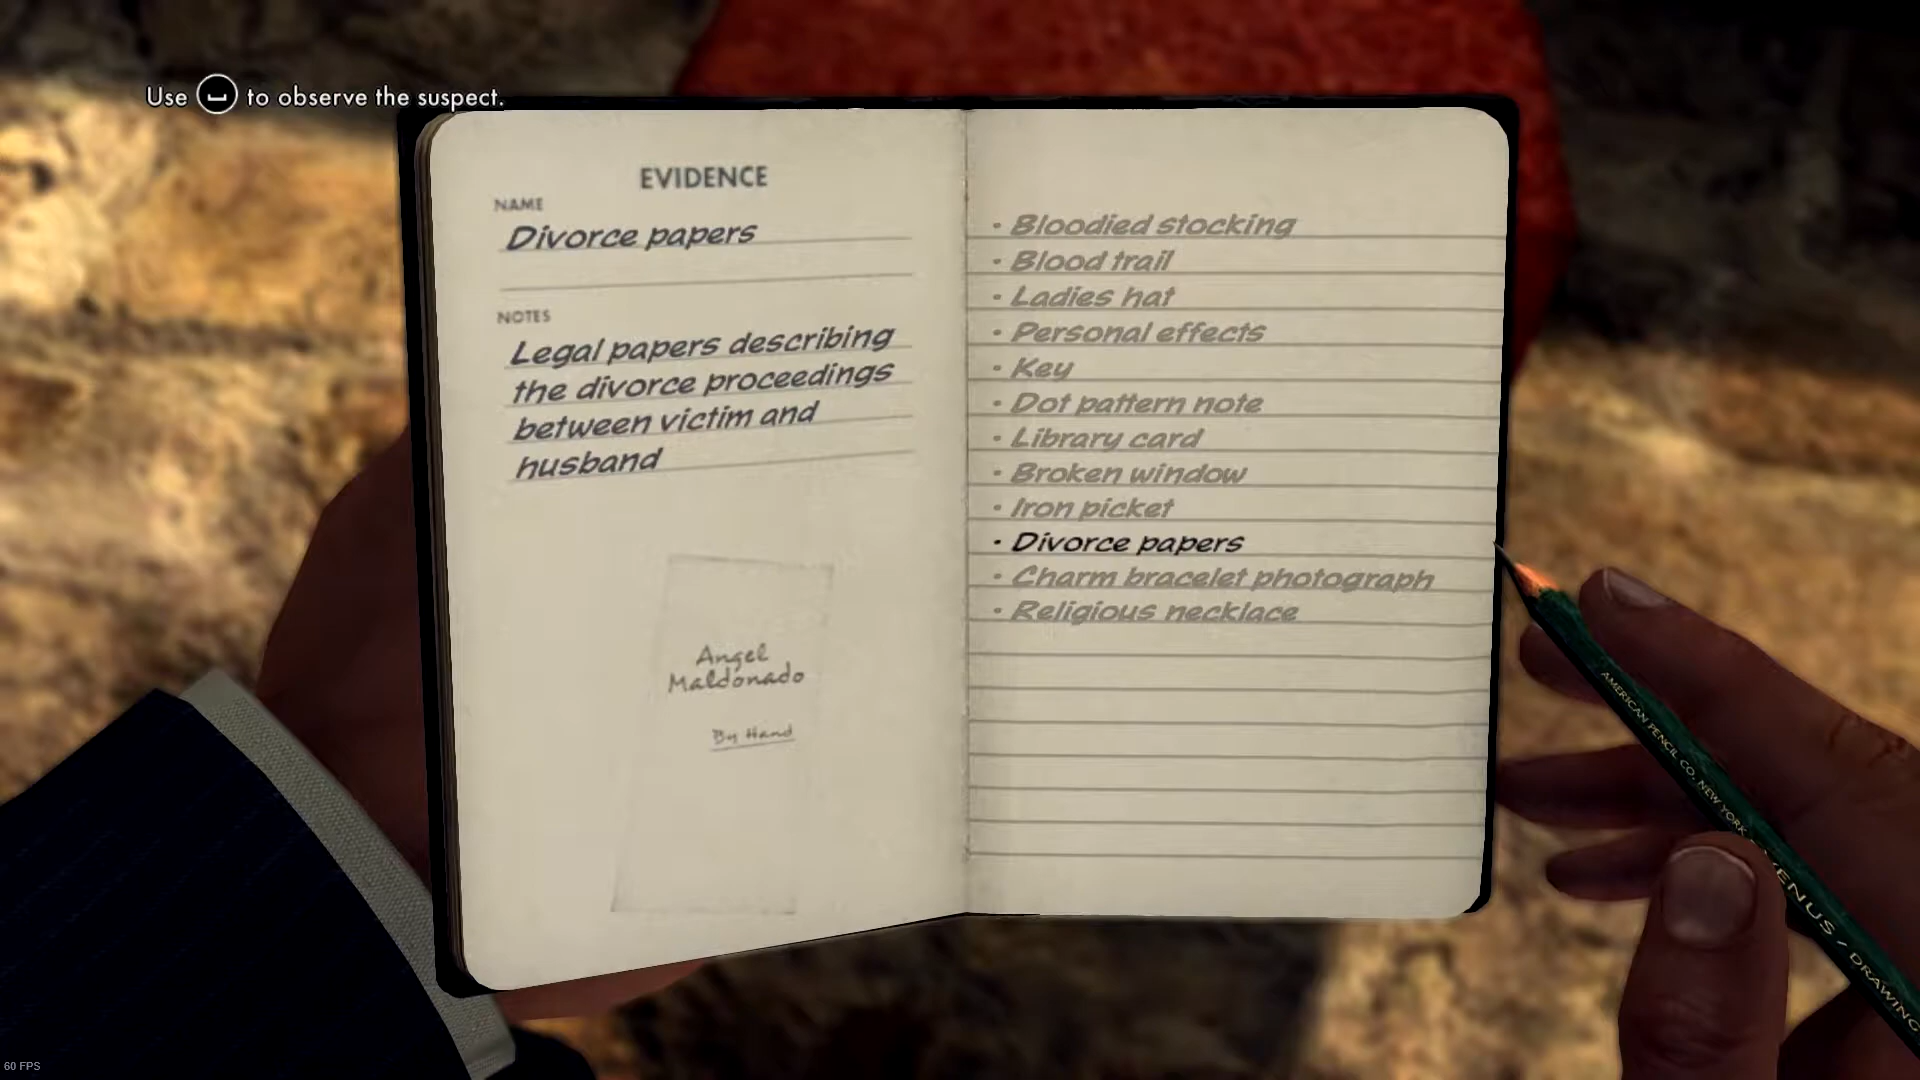 Use to observe the suspect.
EVIDENCE
NAME
Divorce papers
NOTES
Legal papers describing
the divorce proceedings
between victim and
husband
Angel
Maldonado
By Hand
• Bloodied stocking
• Blood trail
• Ladies hat
• Personal effects
• Key
• Dot pattern note
• Library card
• Broken window
• Iron picket
• Divorce papers
• Charm bracelet photograph
• Religious necklace
AMERICAN PENCIL CO. NEW YORK VENUS / DRAWING
60 FPS